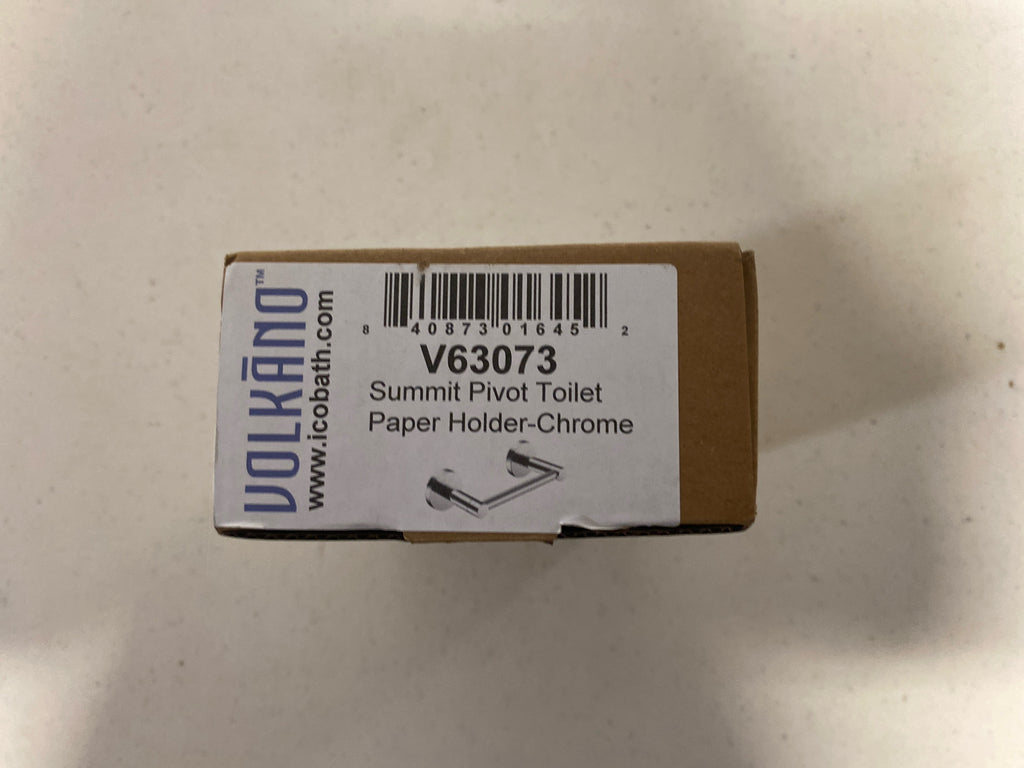 VOLKĀNO™
www.icobath.com
8 40873 01645 2
V63073
Summit Pivot Toilet
Paper Holder-Chrome